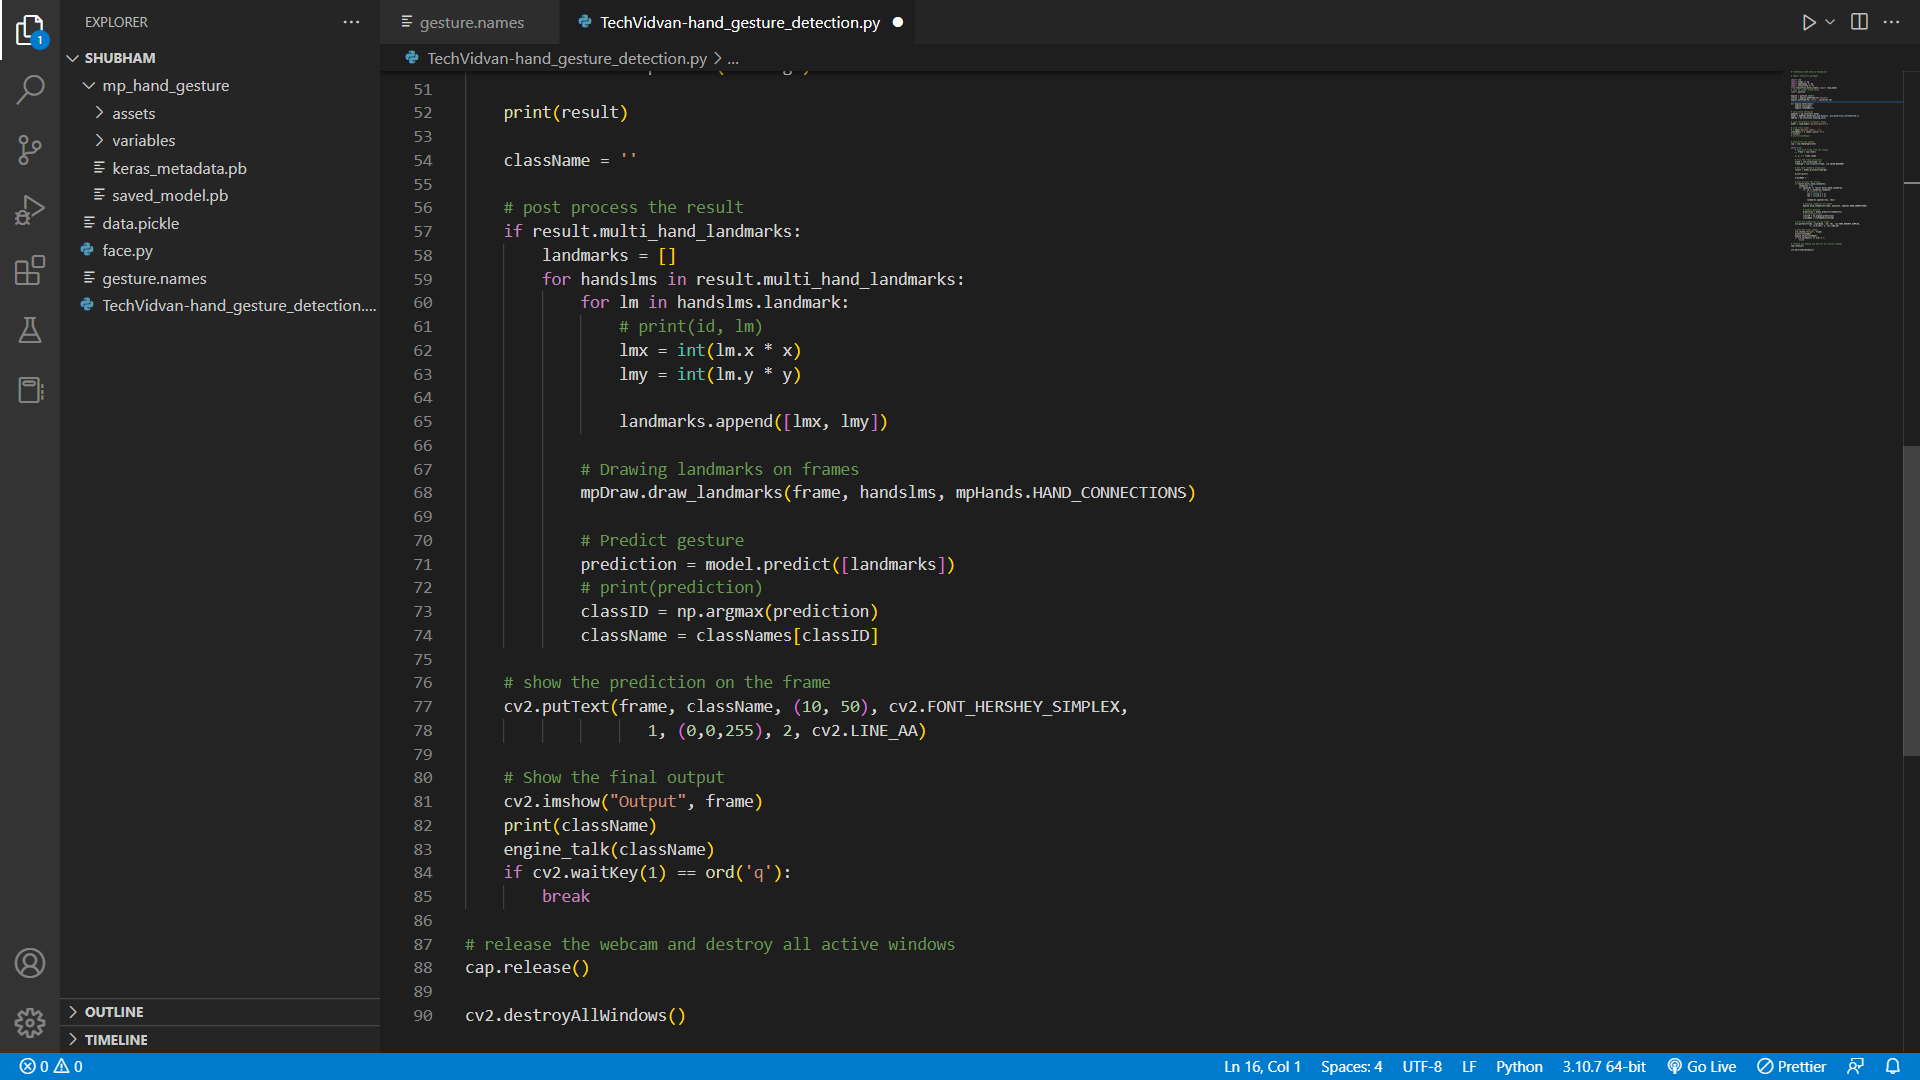 EXPLORER
SHUBHAM
mp_hand_gesture
assets
variables
keras_metadata.pb
saved_model.pb
data.pickle
face.py
gesture.names
TechVidvan-hand_gesture_detection....
OUTLINE
TIMELINE
1
gesture.names
TechVidvan-hand_gesture_detection.py
TechVidvan-hand_gesture_detection.py > ...
51
52 print(result)
53
54 className = ''
55
56 # post process the result
57 if result.multi_hand_landmarks:
58 landmarks = []
59 for handslms in result.multi_hand_landmarks:
60 for lm in handslms.landmark:
61 # print(id, lm)
62 lmx = int(lm.x * x)
63 lmy = int(lm.y * y)
64
65 landmarks.append([lmx, lmy])
66
67 # Drawing landmarks on frames
68 mpDraw.draw_landmarks(frame, handslms, mpHands.HAND_CONNECTIONS)
69
70 # Predict gesture
71 prediction = model.predict([landmarks])
72 # print(prediction)
73 classID = np.argmax(prediction)
74 className = classNames[classID]
75
76 # show the prediction on the frame
77 cv2.putText(frame, className, (10, 50), cv2.FONT_HERSHEY_SIMPLEX,
78 1, (0,0,255), 2, cv2.LINE_AA)
79
80 # Show the final output
81 cv2.imshow("Output", frame)
82 print(className)
83 engine_talk(className)
84 if cv2.waitKey(1) == ord('q'):
85 break
86
87 # release the webcam and destroy all active windows
88 cap.release()
89
90 cv2.destroyAllWindows()
0 0
Ln 16, Col 1 Spaces: 4 UTF-8 LF Python 3.10.7 64-bit Go Live Prettier